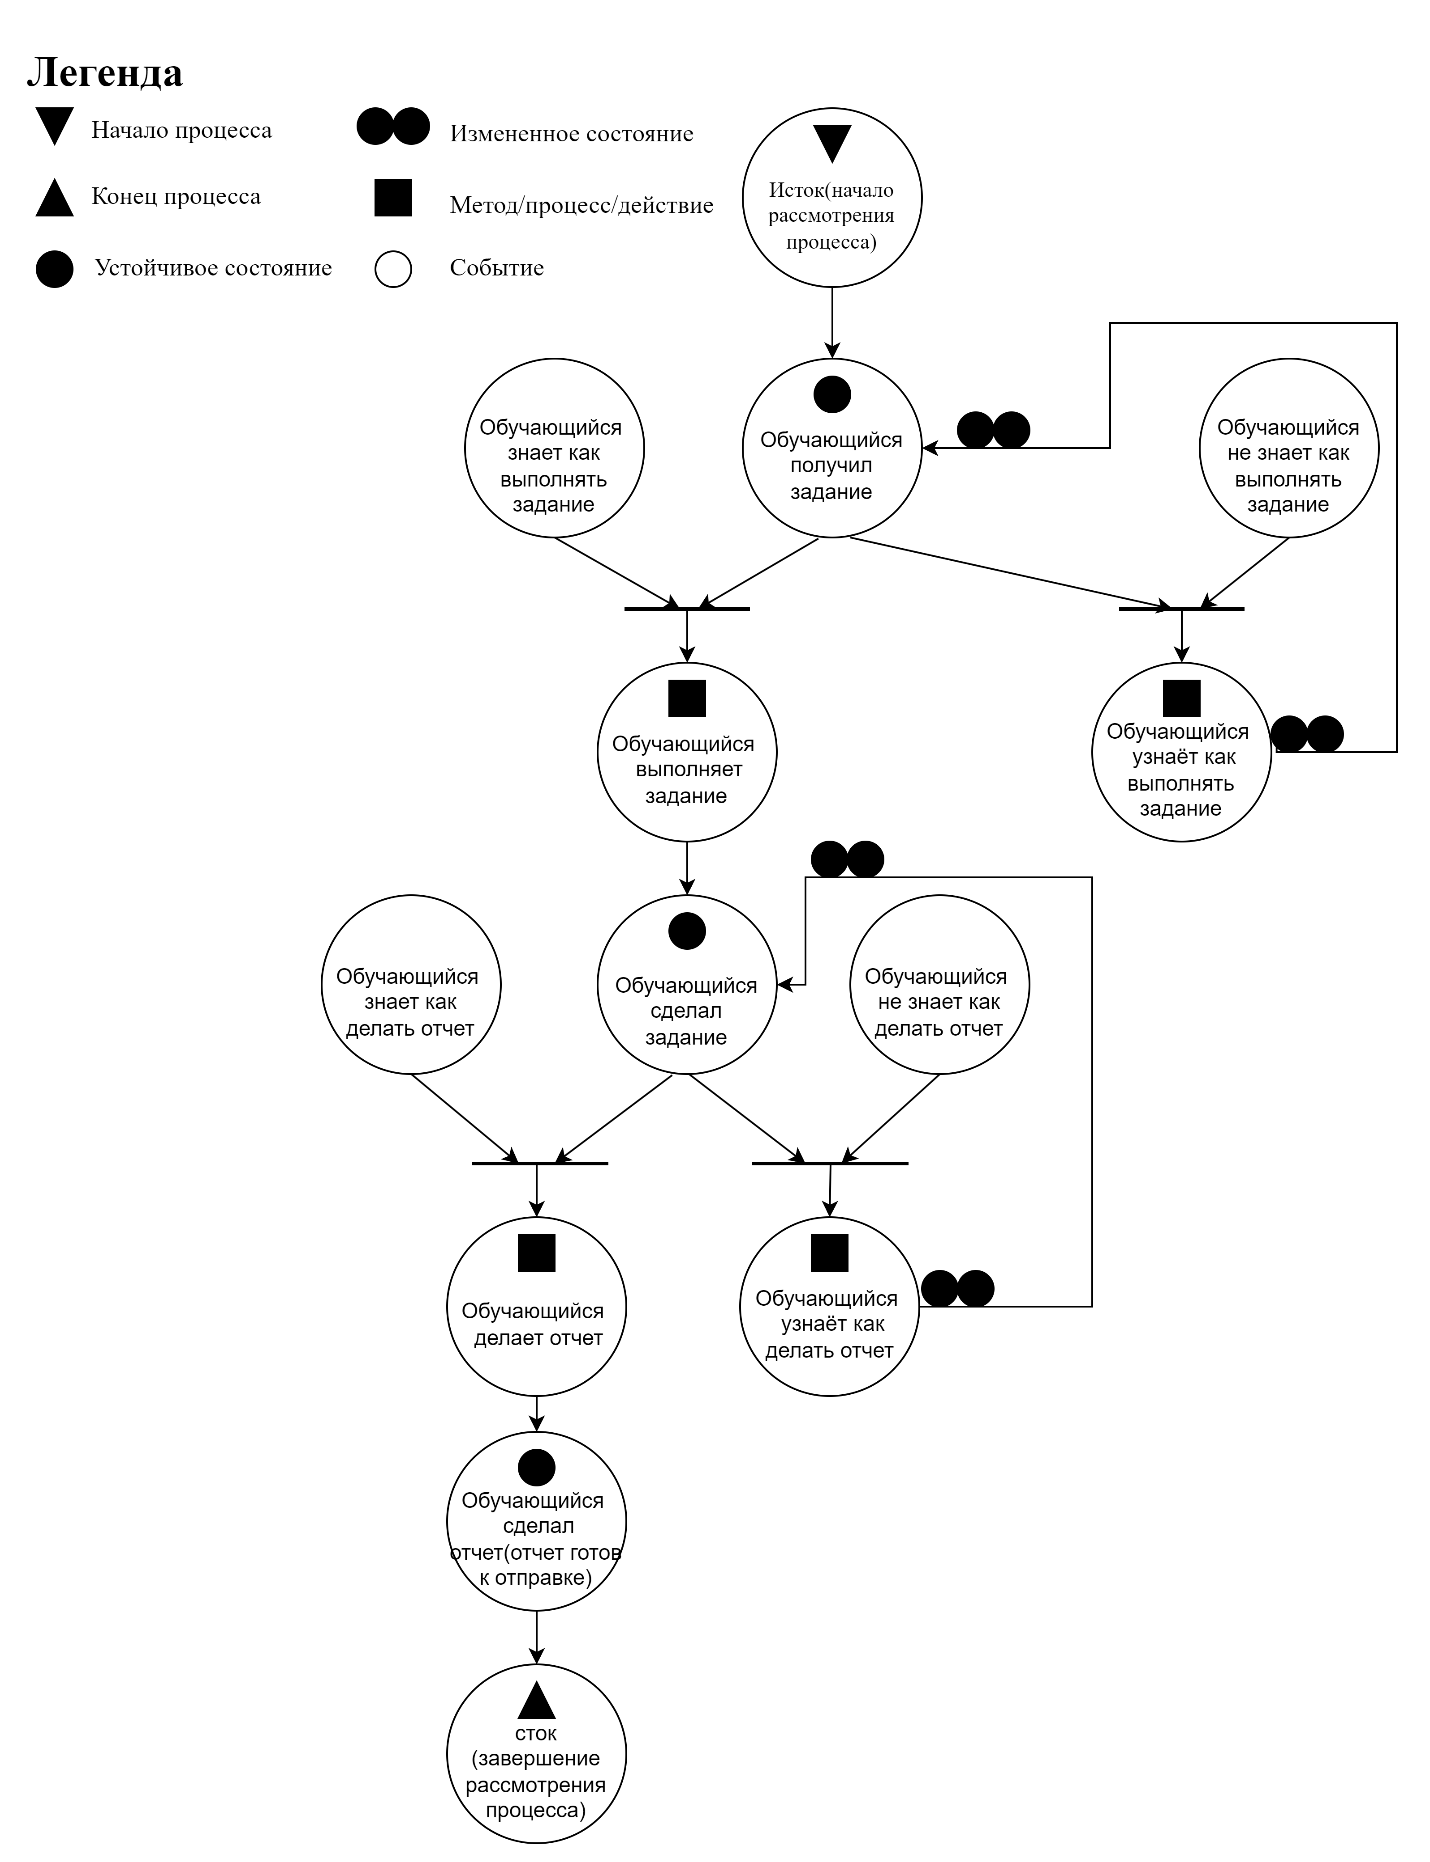 Легенда
Начало процесса
Измененное состояние
Конец процесса
Метод/процесс/действие
Устойчивое состояние
Событие
Исток(начало
рассмотрения
процесса)
Обучающийся
знает как
выполнять
задание
Обучающийся
получил
задание
Обучающийся
не знает как
выполнять
задание
Обучающийся
выполняет
задание
Обучающийся
узнаёт как
выполнять
задание
Обучающийся
знает как
делать отчет
Обучающийся
сделал
задание
Обучающийся
не знает как
делать отчет
Обучающийся
делает отчет
Обучающийся
узнаёт как
делать отчет
Обучающийся
сделал
отчет(отчет готов
к отправке)
сток
(завершение
рассмотрения
процесса)